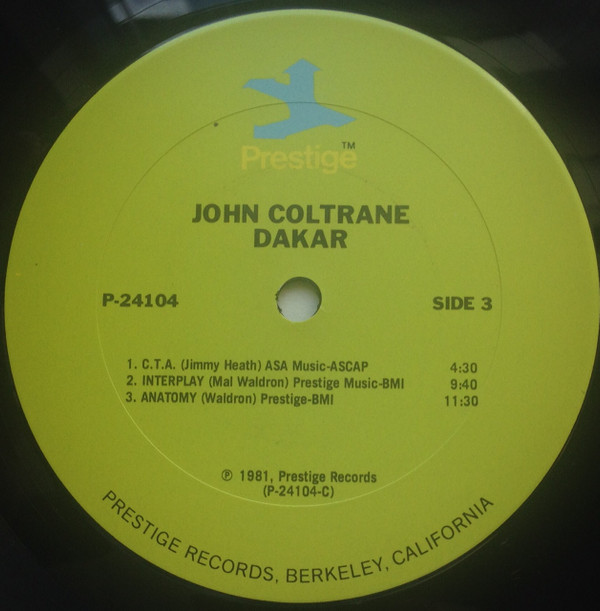 Prestige™
JOHN COLTRANE
DAKAR
P-24104
SIDE 3
1. C.T.A. (Jimmy Heath) ASA Music-ASCAP 4:30
2. INTERPLAY (Mal Waldron) Prestige Music-BMI 9:40
3. ANATOMY (Waldron) Prestige-BMI 11:30
℗ 1981, Prestige Records
(P-24104-C)
PRESTIGE RECORDS, BERKELEY, CALIFORNIA